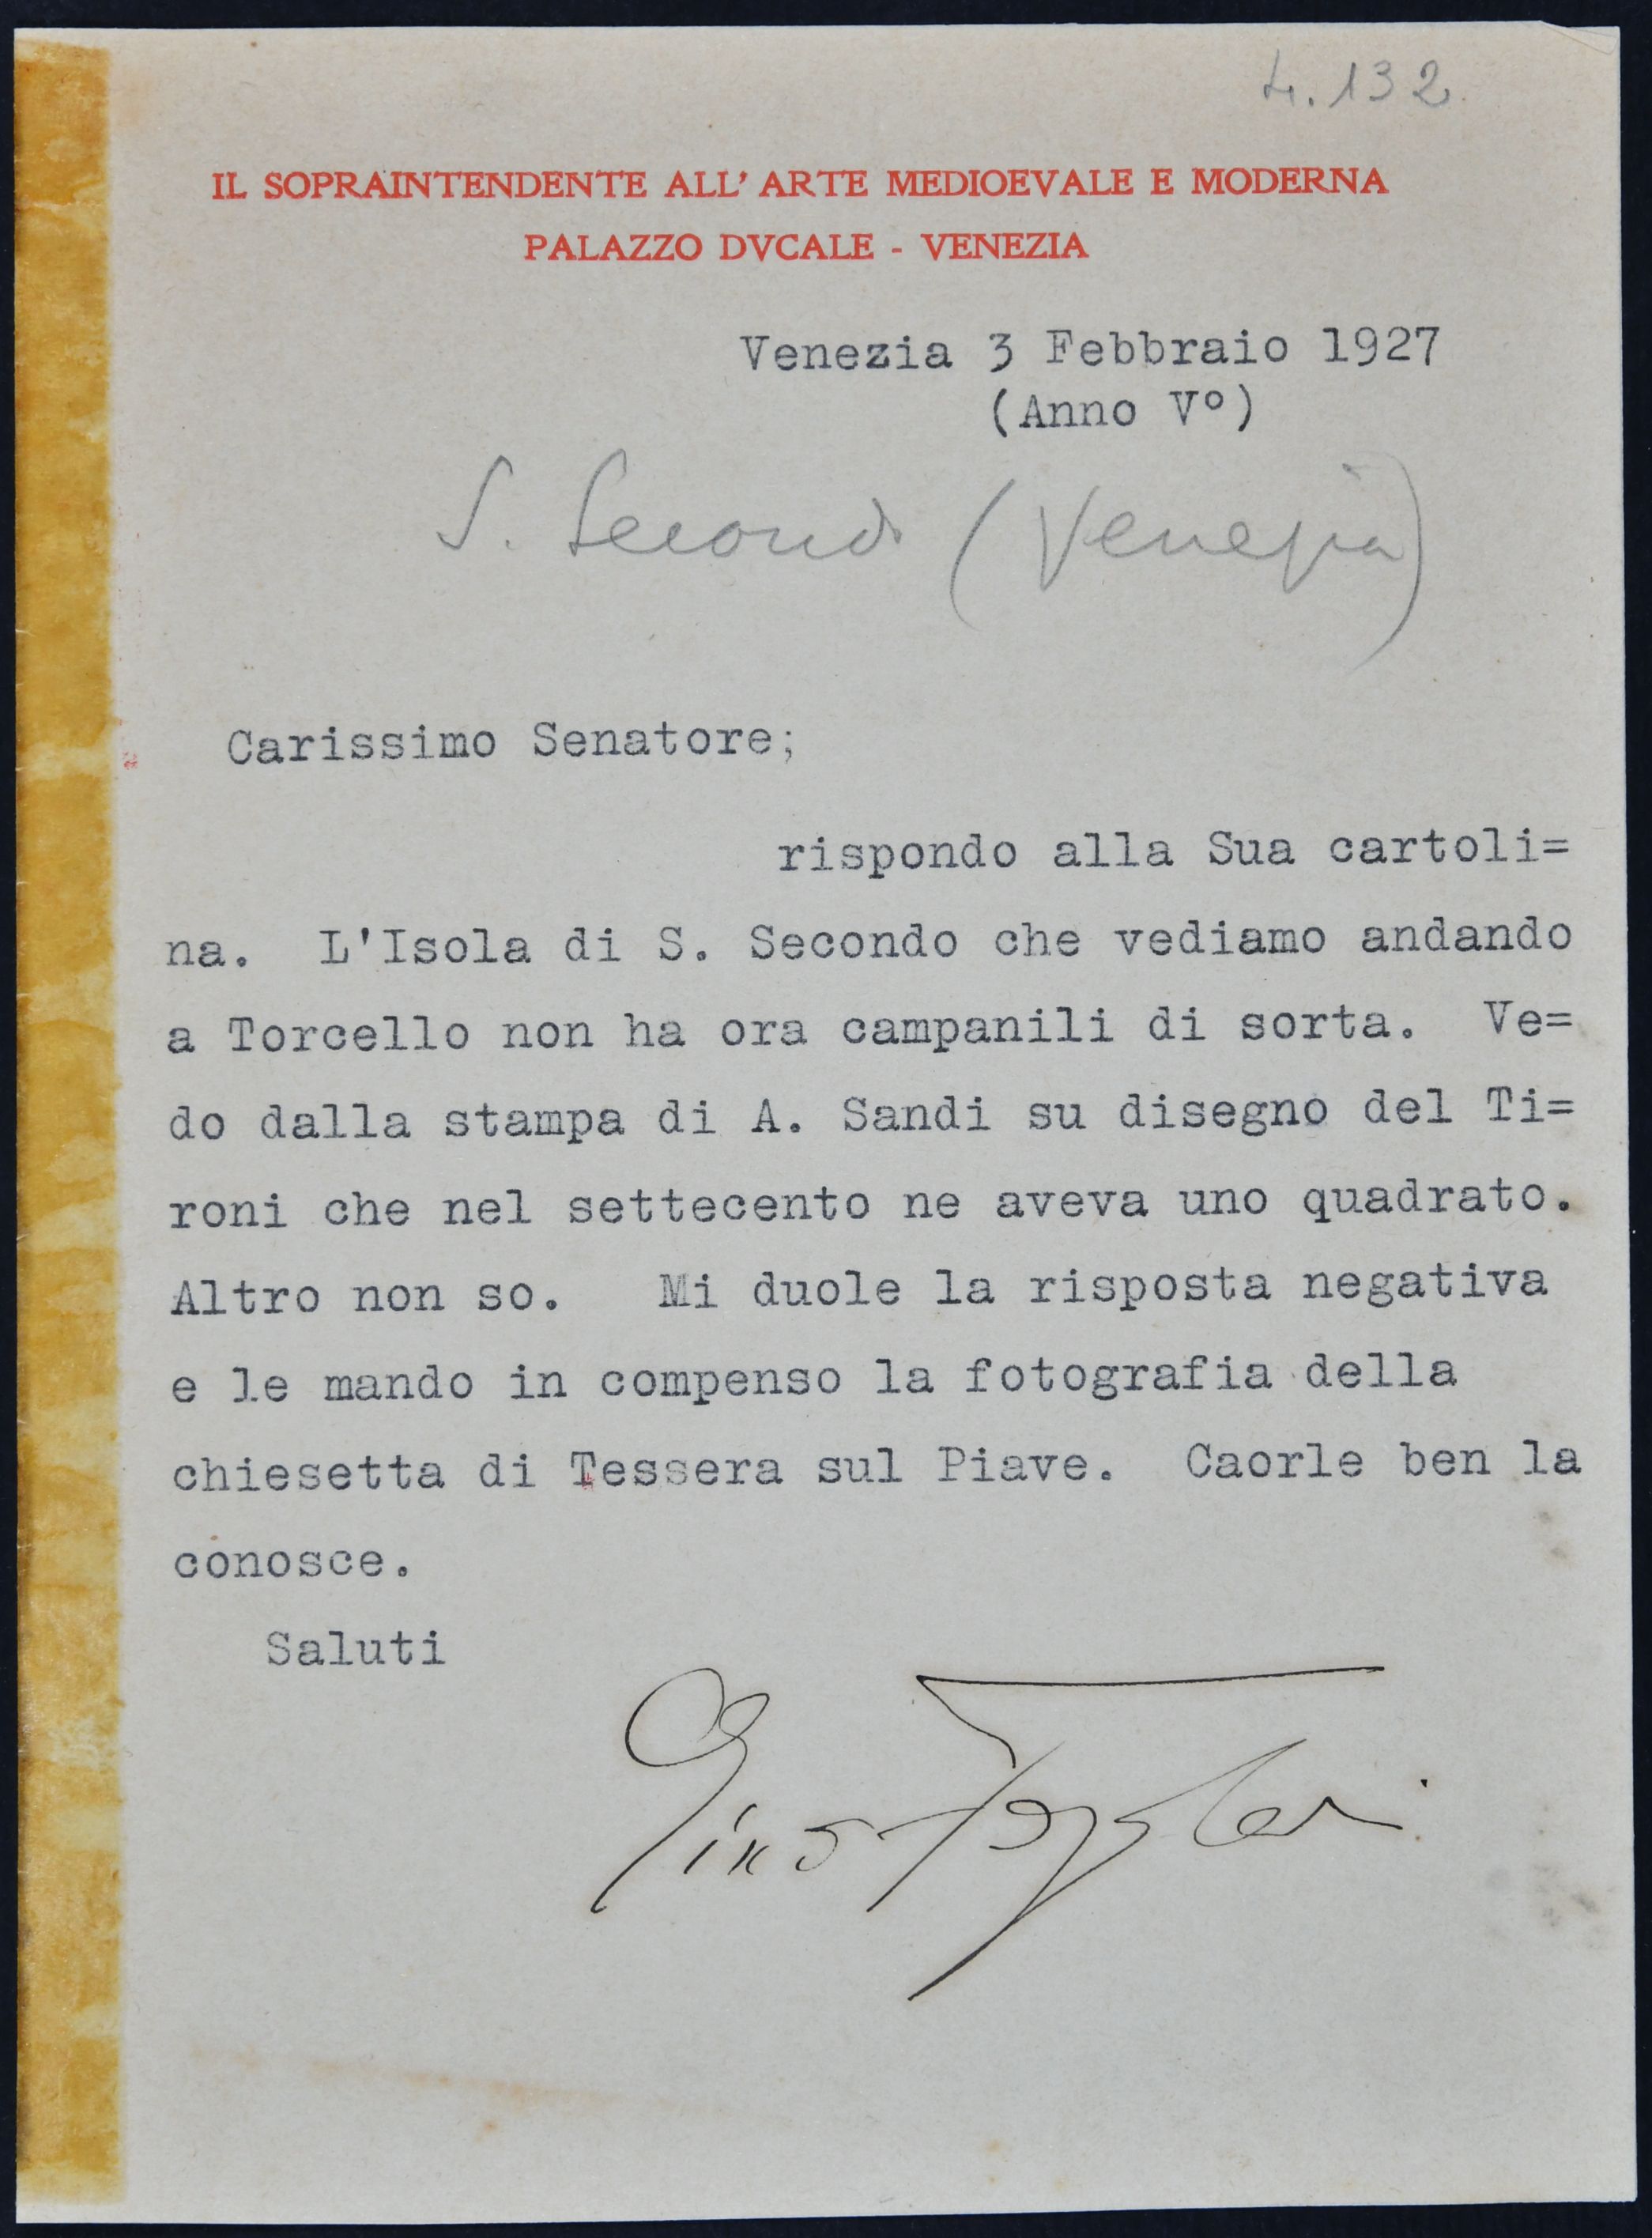 4.132
IL SOPRAINTENDENTE ALL' ARTE MEDIOEVALE E MODERNA
PALAZZO DVCALE - VENEZIA
Venezia 3 Febbraio 1927
(Anno V°)
S. Secondo (Venezia)
Carissimo Senatore;
rispondo alla Sua cartoli=
na. L'Isola di S. Secondo che vediamo andando
a Torcello non ha ora campanili di sorta. Ve=
do dalla stampa di A. Sandi su disegno del Ti=
roni che nel settecento ne aveva uno quadrato.
Altro non so. Mi duole la risposta negativa
e le mando in compenso la fotografia della
chiesetta di Tessera sul Piave. Caorle ben la
conosce.
Saluti
Gino Fogolari